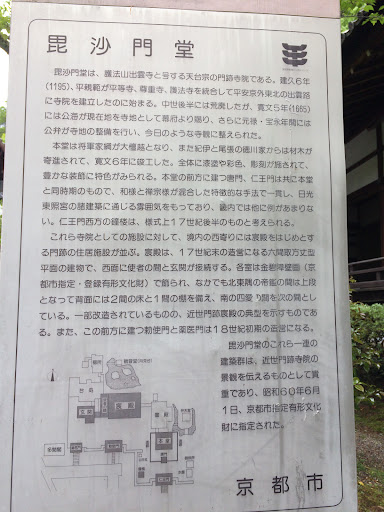 毘沙門堂
毘沙門堂は、護法山出雲寺と号する天台宗の門跡寺院である。建久6年
(1195)、平親範が平等寺、尊重寺、護法寺を統合して平安京外東北の出雲路
に寺院を建立したのに始まる。中世後半には荒廃したが、寛文5年(1665)
には公海が現在地を寺地として幕府より賜り、さらに元禄・宝永年間には
公弁が寺地の整備を行い、今日のような寺観に整えられた。
本堂は将軍家綱が大檀越となり、また紀伊と尾張の徳川家からは材木が
寄進されて、寛文6年に竣工した。全体に漆塗や彩色、彫刻が施されて、
豊かな装飾に特色がみられる。本堂の前方に建つ唐門、仁王門は共に本堂
と同時期のもので、和様と禅宗様が混合した特徴的な手法で一貫し、日光
東照宮の諸建築に通じる雰囲気をもっており、畿内では他に例があまりな
い。仁王門西方の鐘楼は、様式上17世紀後半のものと考えられる。
これら寺院としての施設に対して、境内の西寄りには宸殿をはじめとす
る門跡の住居施設が並ぶ。宸殿は、17世紀末の造営になる六間取方丈型
平面の建物で、西面に使者の間と玄関が接続する。各室は金碧障壁画(京
都市指定・登録有形文化財)で飾られ、なかでも北東隅の帝鑑の間は上段
となって背面には2間の床と1間の棚を備え、南の四愛の間を次の間とし
ている。一部改造されているものの、近世門跡宸殿の典型を示すものであ
る。また、この前方に建つ勅使門と薬医門は18世紀初期の造営になる。
毘沙門堂のこれら一連の
建築群は、近世門跡寺院の
景観を伝えるものとして貴
重であり、昭和60年6月
1日、京都市指定有形文化
財に指定された。
宸殿
本堂
京都市